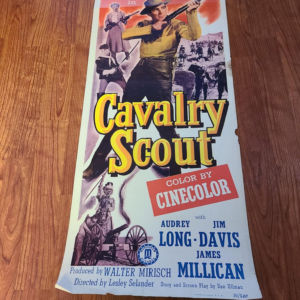 in
Cavalry
Scout
COLOR BY
CINECOLOR
with
AUDREY JIM
LONG · DAVIS
JAMES
MILLICAN
Produced by WALTER MIRISCH
Directed by Lesley Selander Story and Screen Play by Dan Ullman